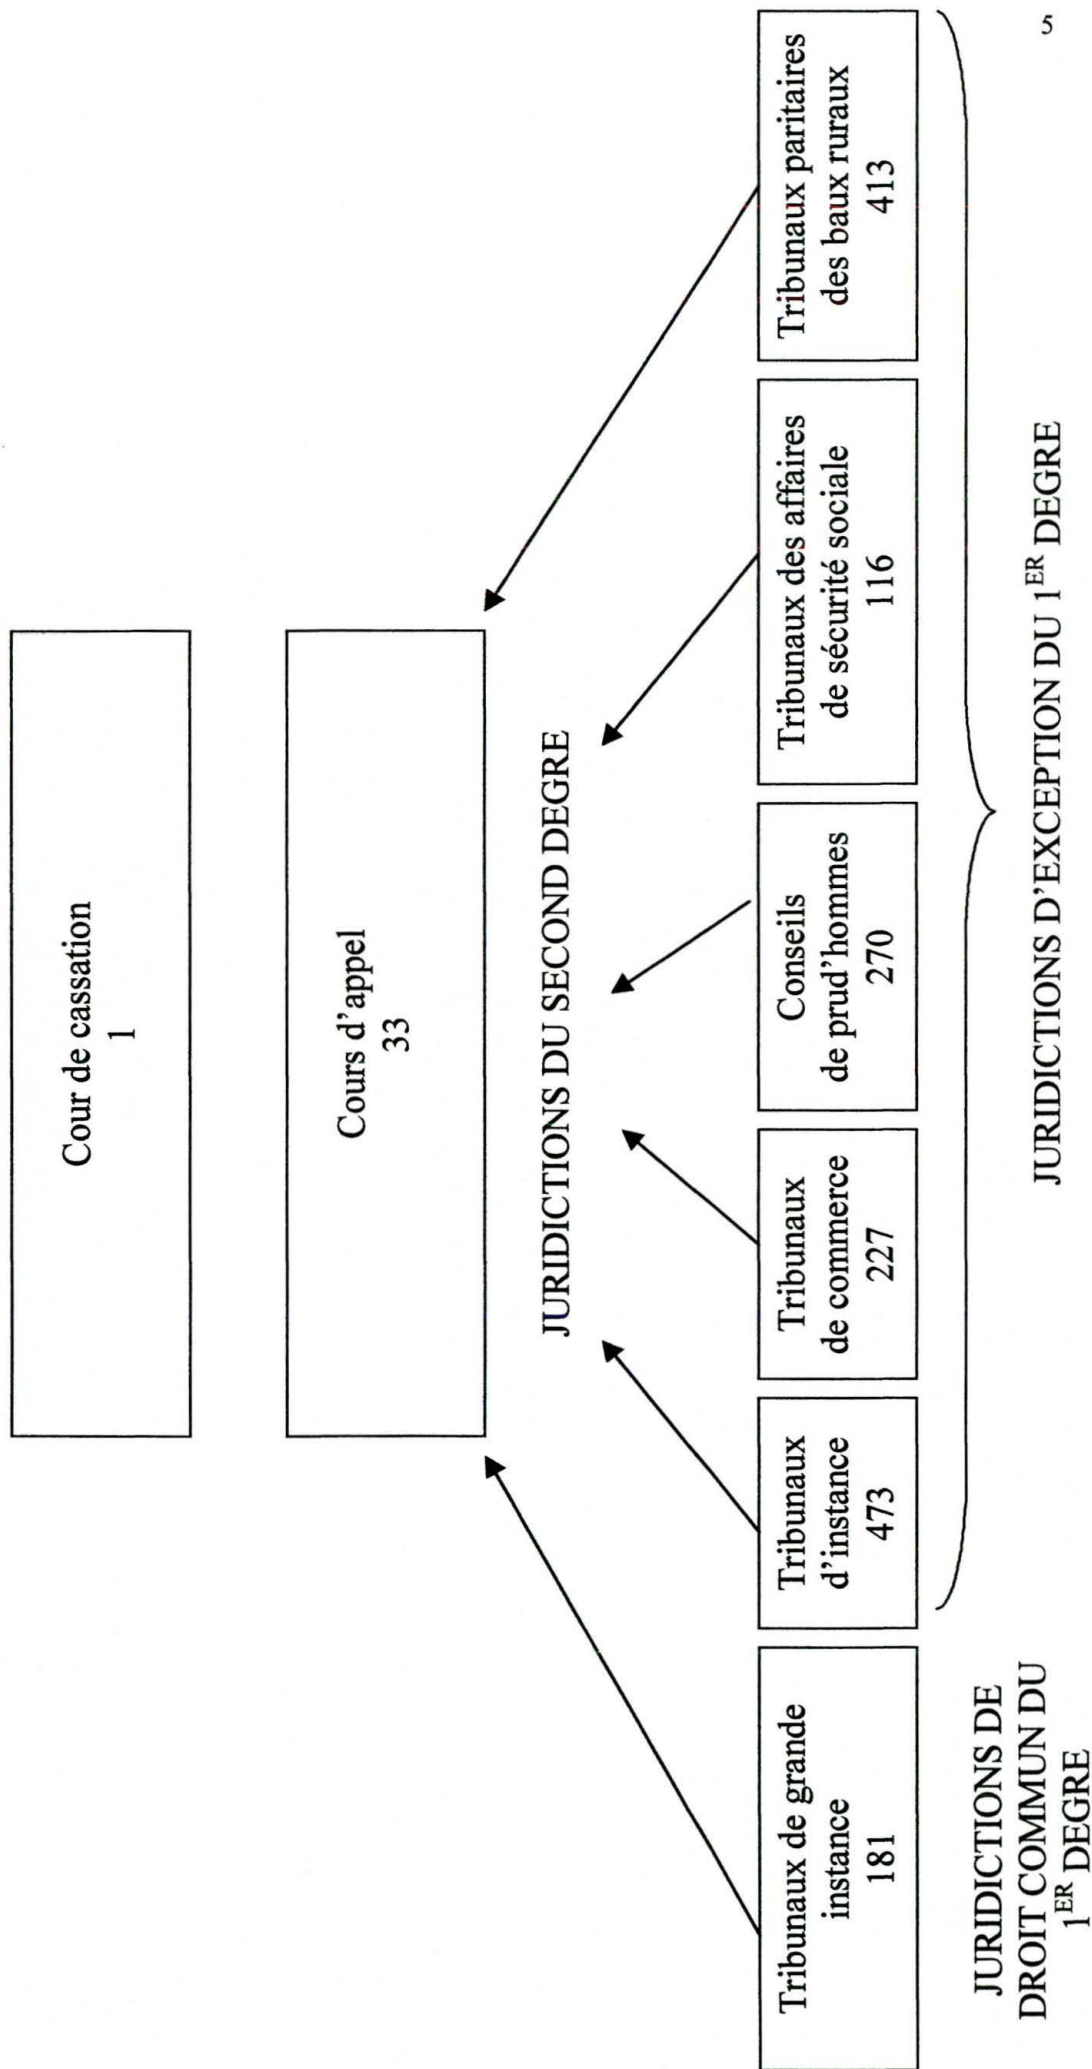 Cour de cassation
1
Cours d'appel
33
JURIDICTIONS DU SECOND DEGRE
Tribunaux de grande
instance
181
Tribunaux
d'instance
473
Tribunaux
de commerce
227
Conseils
de prud'hommes
270
Tribunaux des affaires
de sécurité sociale
116
Tribunaux paritaires
des baux ruraux
413
JURIDICTIONS DE
DROIT COMMUN DU
1ER DEGRE
JURIDICTIONS D'EXCEPTION DU 1ER DEGRE
5